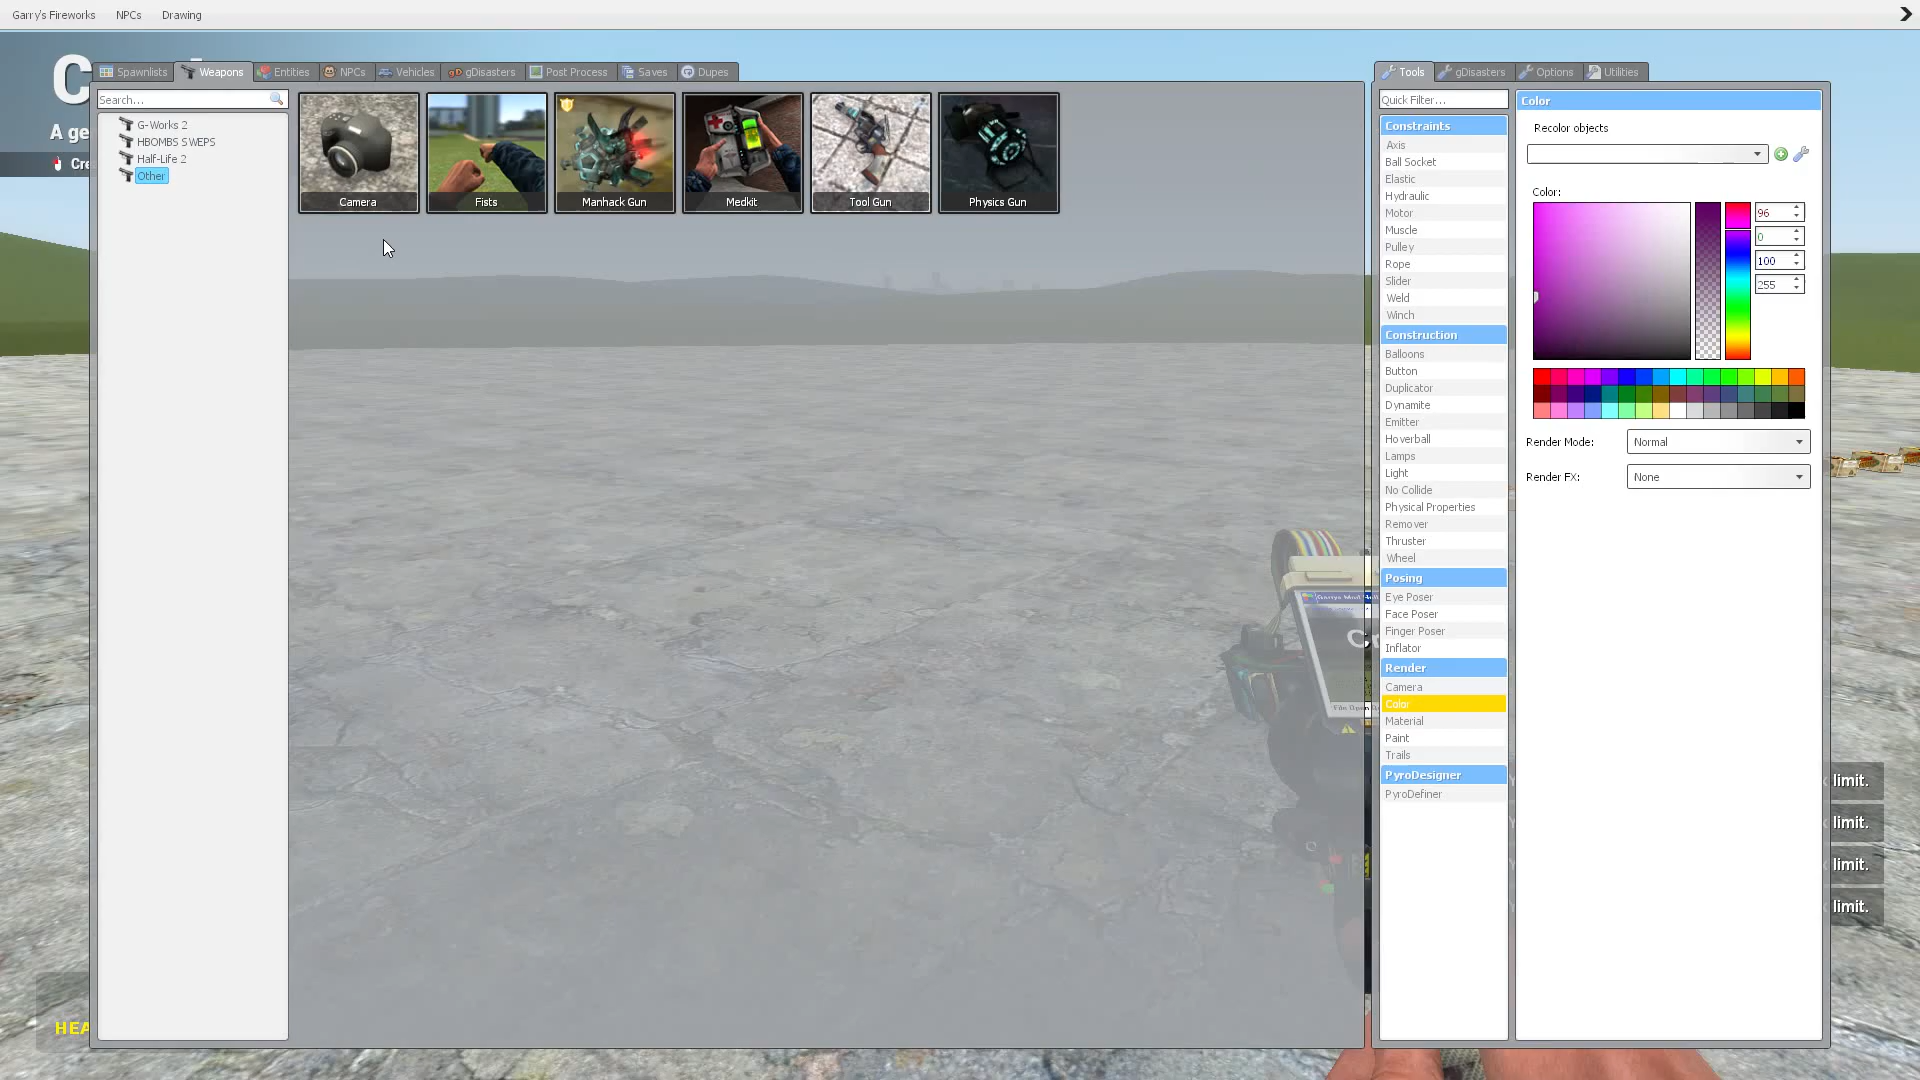 Garry's Fireworks NPCs Drawing
C
A ge
Cre
HEA
Spawnlists Weapons Entities NPCs Vehicles gDisasters Post Process Saves Dupes
Search...
G-Works 2
HBOMBS SWEPS
Half-Life 2
Other
Camera Fists Manhack Gun Medkit Tool Gun Physics Gun
Tools gDisasters Options Utilities
Quick Filter...
Constraints
Axis
Ball Socket
Elastic
Hydraulic
Motor
Muscle
Pulley
Rope
Slider
Weld
Winch
Construction
Balloons
Button
Duplicator
Dynamite
Emitter
Hoverball
Lamps
Light
No Collide
Physical Properties
Remover
Thruster
Wheel
Posing
Eye Poser
Face Poser
Finger Poser
Inflator
Render
Camera
Color
Material
Paint
Trails
PyroDesigner
PyroDefiner
Color
Recolor objects
Color:
96
0
100
255
Render Mode: Normal
Render FX: None
limit.
limit.
limit.
limit.